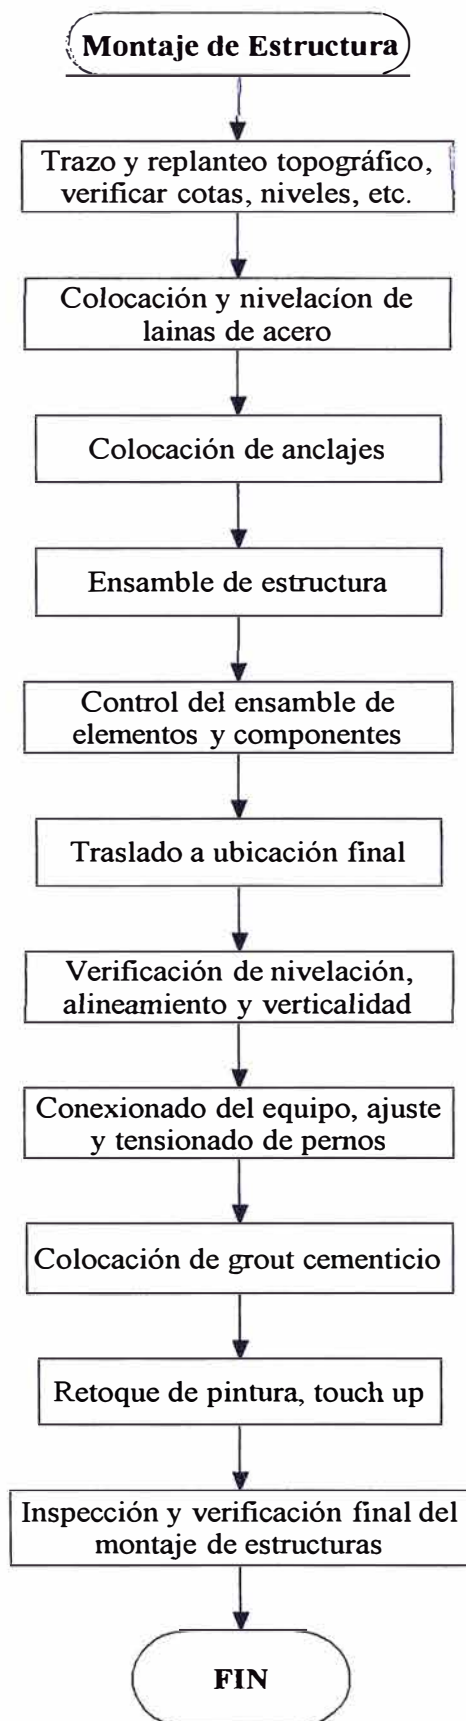 Montaje de Estructura
Trazo y replanteo topográfico,
verificar cotas, niveles, etc.
Colocación y nivelacíon de
lainas de acero
Colocación de anclajes
Ensamble de estructura
Control del ensamble de
elementos y componentes
Traslado a ubicación final
Verificación de nivelación,
alineamiento y verticalidad
Conexionado del equipo, ajuste
y tensionado de pernos
Colocación de grout cementicio
Retoque de pintura, touch up
Inspección y verificación final del
montaje de estructuras
FIN